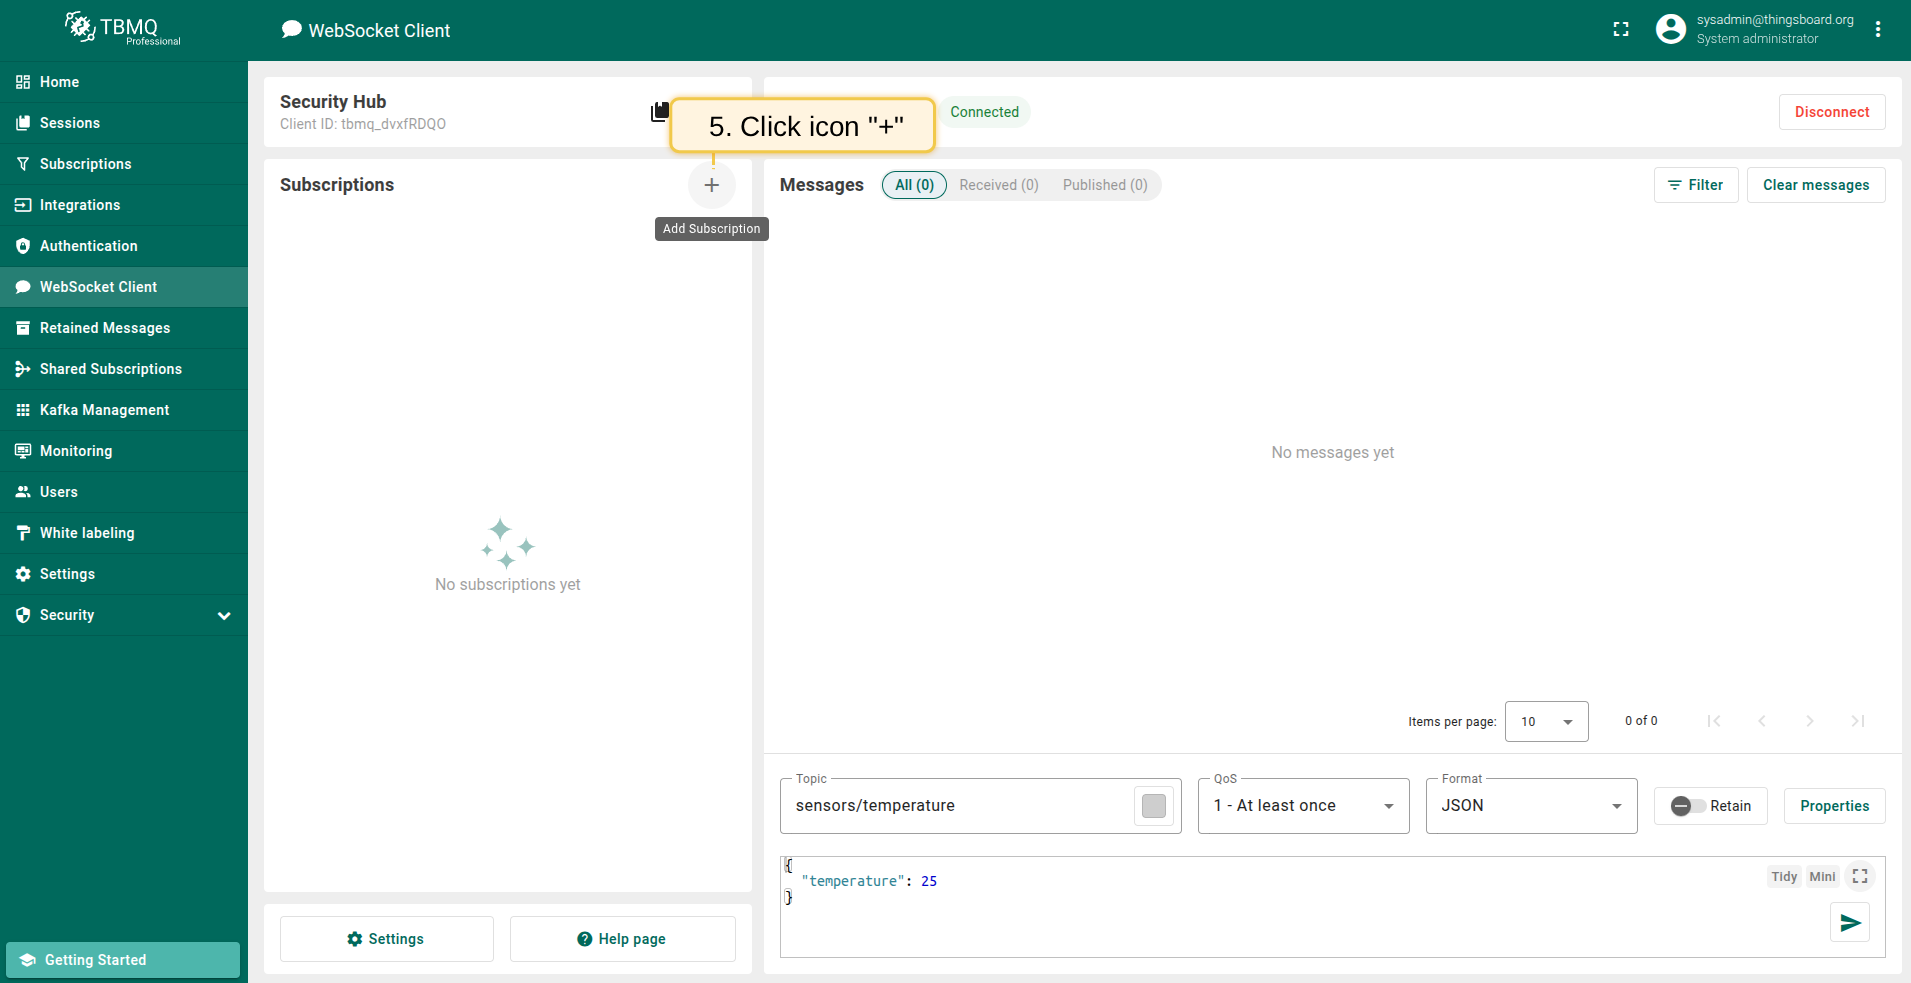 TBMQ
Professional
WebSocket Client
sysadmin@thingsboard.org
System administrator
Home
Sessions
Subscriptions
Integrations
Authentication
WebSocket Client
Retained Messages
Shared Subscriptions
Kafka Management
Monitoring
Users
White labeling
Settings
Security
Getting Started
Security Hub
Client ID: tbmq_dvxfRDQO
5. Click icon "+"
Connected
Disconnect
Subscriptions
Add Subscription
No subscriptions yet
Settings
Help page
Messages
All (0)
Received (0)
Published (0)
Filter
Clear messages
No messages yet
Items per page:
10
0 of 0
Topic
sensors/temperature
QoS
1 - At least once
Format
JSON
Retain
Properties
{
"temperature": 25
}
Tidy
Mini